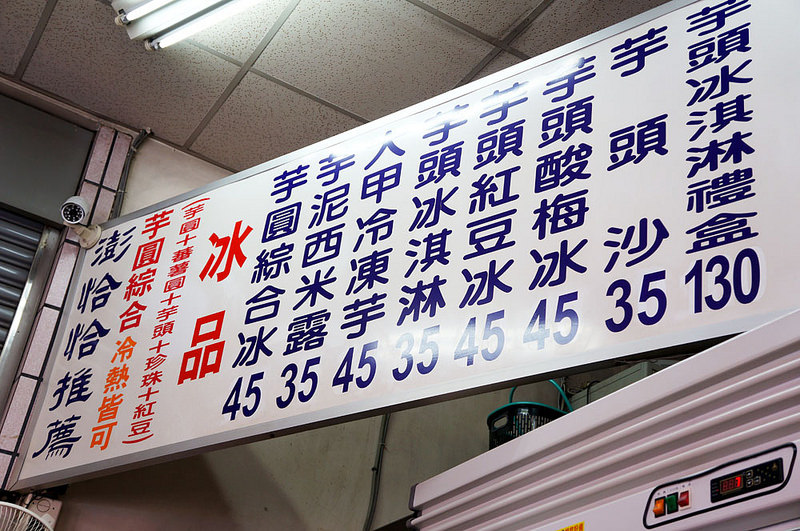 澎恰恰推薦
芋圓綜合 冷熱皆可
(芋圓+蕃薯圓+芋頭+珍珠+紅豆)
冰品
芋圓綜合冰 45
芋泥西米露 35
大甲冷凍芋 45
芋頭冰淇淋 35
芋頭紅豆冰 45
芋頭酸梅冰 45
芋頭沙 35
芋頭冰淇淋禮盒 130